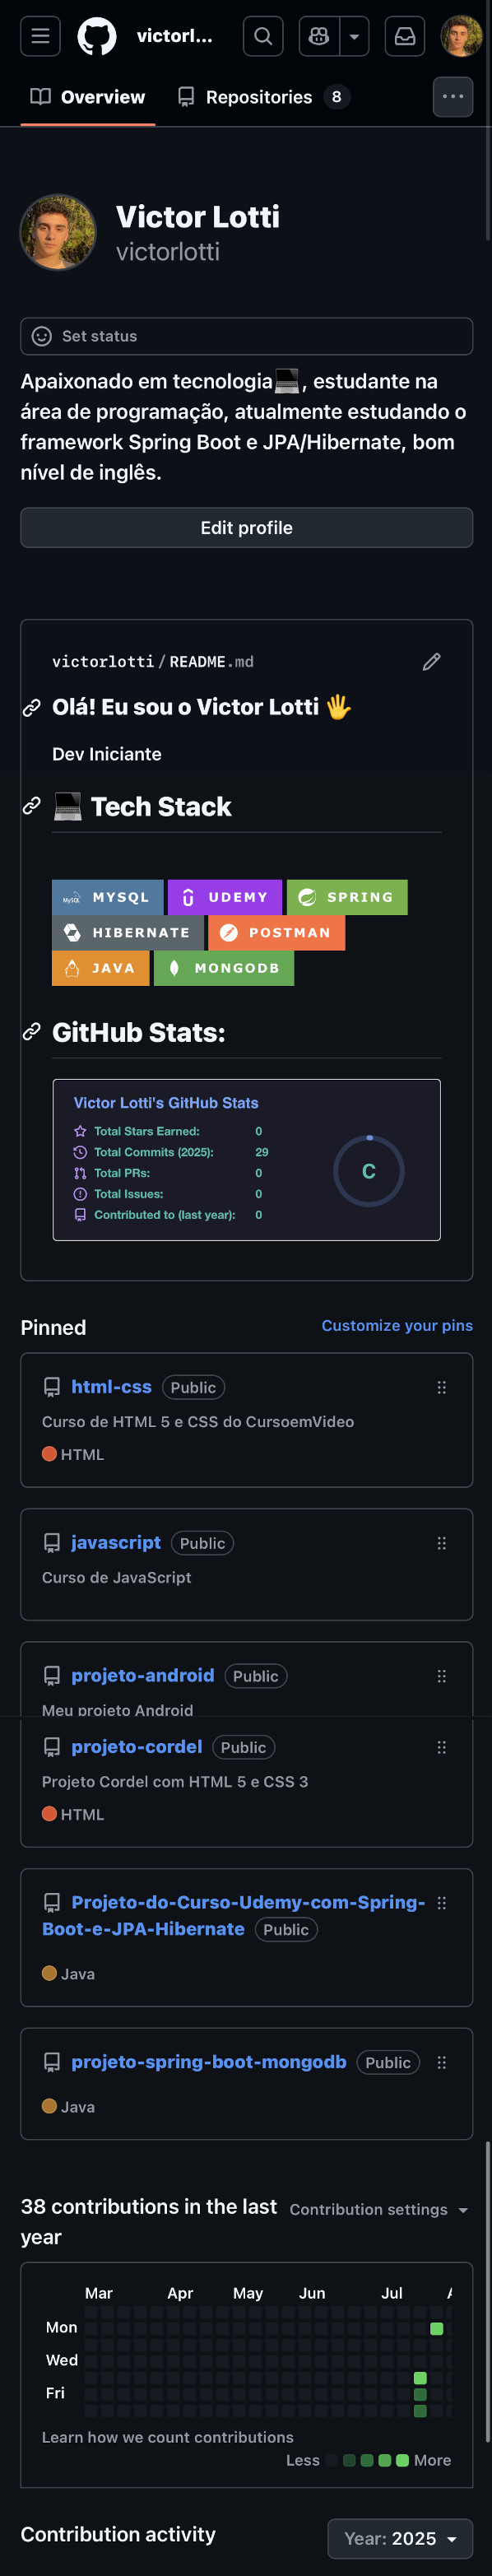 victorl...
Overview
Repositories 8
Victor Lotti
victorlotti
Set status
Apaixonado em tecnologia💻, estudante na
área de programação, atualmente estudando o
framework Spring Boot e JPA/Hibernate, bom
nível de inglês.
Edit profile
victorlotti/README.md
Olá! Eu sou o Victor Lotti 🖐️
Dev Iniciante
💻 Tech Stack
MySQL MYSQL UDEMY SPRING
HIBERNATE POSTMAN
JAVA MONGODB
GitHub Stats:
Victor Lotti's GitHub Stats
Total Stars Earned: 0
Total Commits (2025): 29
Total PRs: 0
Total Issues: 0
Contributed to (last year): 0
C
Pinned Customize your pins
html-css Public
Curso de HTML 5 e CSS do CursoemVideo
HTML
javascript Public
Curso de JavaScript
projeto-android Public
Meu projeto Android
projeto-cordel Public
Projeto Cordel com HTML 5 e CSS 3
HTML
Projeto-do-Curso-Udemy-com-Spring-
Boot-e-JPA-Hibernate Public
Java
projeto-spring-boot-mongodb Public
Java
38 contributions in the last
year
Contribution settings
Mar Apr May Jun Jul
Mon
Wed
Fri
Learn how we count contributions
Less More
Contribution activity
Year: 2025